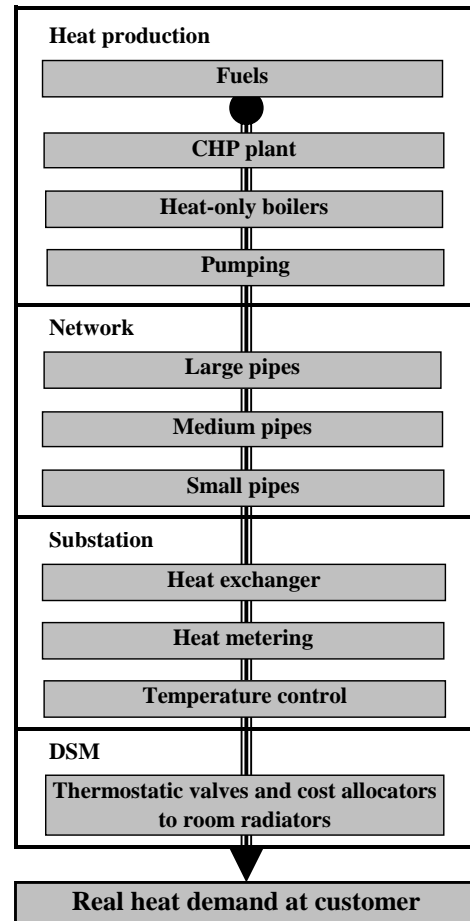 Heat production
Fuels
CHP plant
Heat-only boilers
Pumping
Network
Large pipes
Medium pipes
Small pipes
Substation
Heat exchanger
Heat metering
Temperature control
DSM
Thermostatic valves and cost allocators
to room radiators
Real heat demand at customer